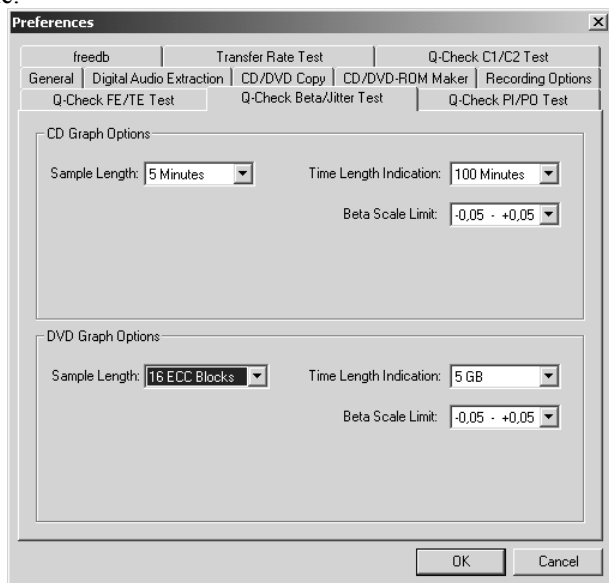 e.
Preferences
freedb Transfer Rate Test Q-Check C1/C2 Test
General Digital Audio Extraction CD/DVD Copy CD/DVD-ROM Maker Recording Options
Q-Check FE/TE Test Q-Check Beta/Jitter Test Q-Check PI/PO Test
CD Graph Options
Sample Length: 5 Minutes Time Length Indication: 100 Minutes
Beta Scale Limit: -0,05 - +0,05
DVD Graph Options
Sample Length: 16 ECC Blocks Time Length Indication: 5 GB
Beta Scale Limit: -0,05 - +0,05
OK Cancel